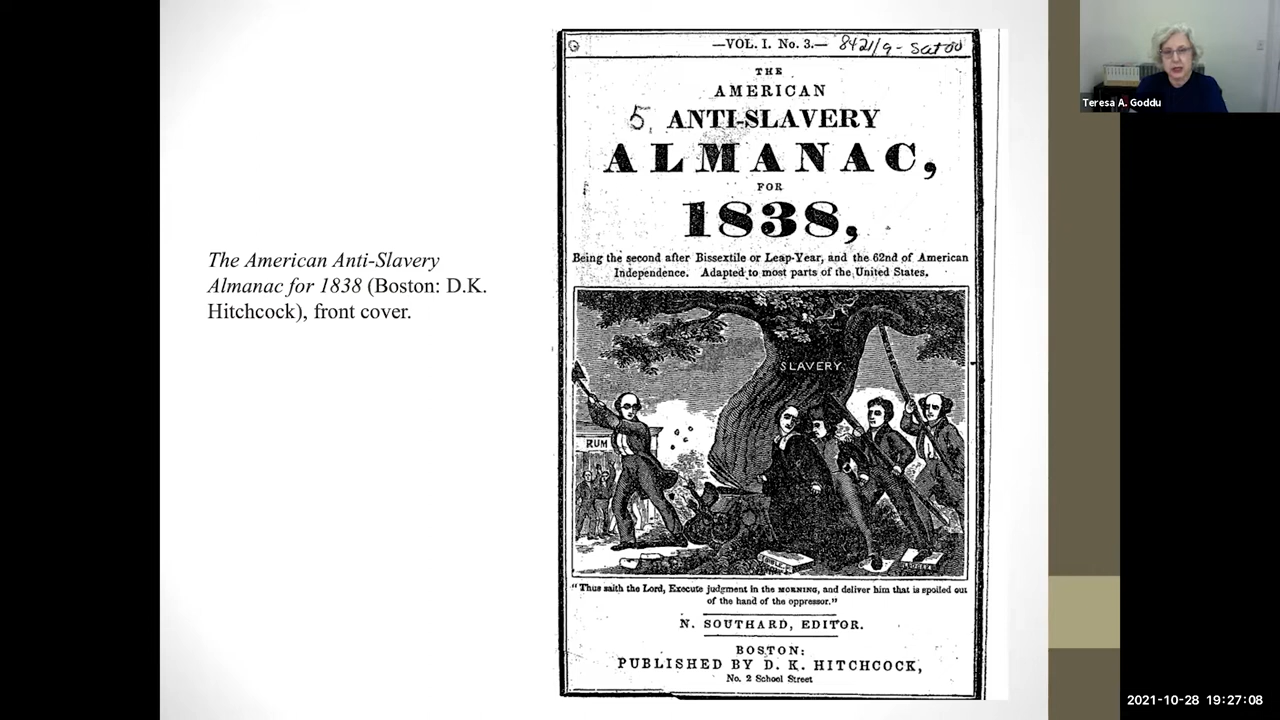 The American Anti-Slavery
Almanac for 1838 (Boston: D.K.
Hitchcock), front cover.
—VOL. I. No. 3.—
THE
AMERICAN
5 ANTI-SLAVERY
ALMANAC,
FOR
1838,
Being the second after Bissextile or Leap-Year, and the 62nd of American
Independence. Adapted to most parts of the United States.
SLAVERY.
RUM
"Thus saith the Lord, Execute judgment in the MORNING, and deliver him that is spoiled out
of the hand of the oppressor."
N. SOUTHARD, EDITOR.
BOSTON:
PUBLISHED BY D. K. HITCHCOCK,
No. 2 School Street
Teresa A. Goddu
2021-10-28 19:27:08